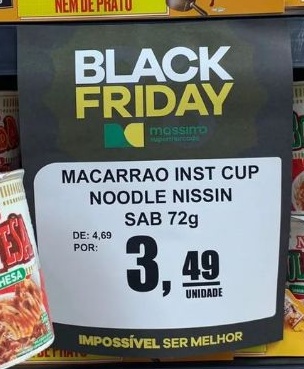 NEM DE PRATO
BLACK
FRIDAY
massimo
supermercado
MACARRAO INST CUP
NOODLE NISSIN
SAB 72g
DE: 4,69
POR:
3,49
UNIDADE
IMPOSSÍVEL SER MELHOR